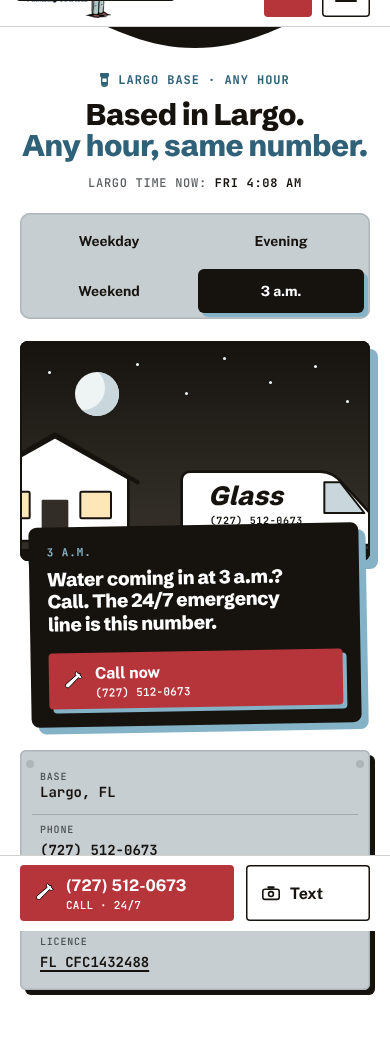 LARGO BASE · ANY HOUR
Based in Largo.
Any hour, same number.
LARGO TIME NOW: FRI 4:08 AM
Weekday
Evening
Weekend
3 a.m.
Glass
(727) 512-0673
3 A.M.
Water coming in at 3 a.m.?
Call. The 24/7 emergency
line is this number.
Call now
(727) 512-0673
BASE
Largo, FL
PHONE
(727) 512-0673
(727) 512-0673
CALL · 24/7
Text
LICENCE
FL CFC1432488